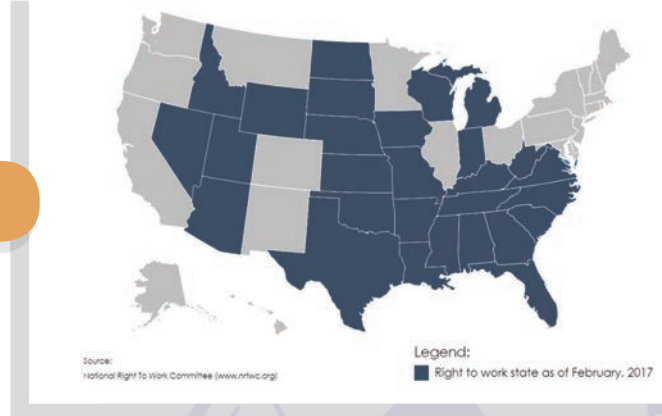 Source:
National Right To Work Committee (www.nrtwc.org)
Legend:
Right to work state as of February, 2017